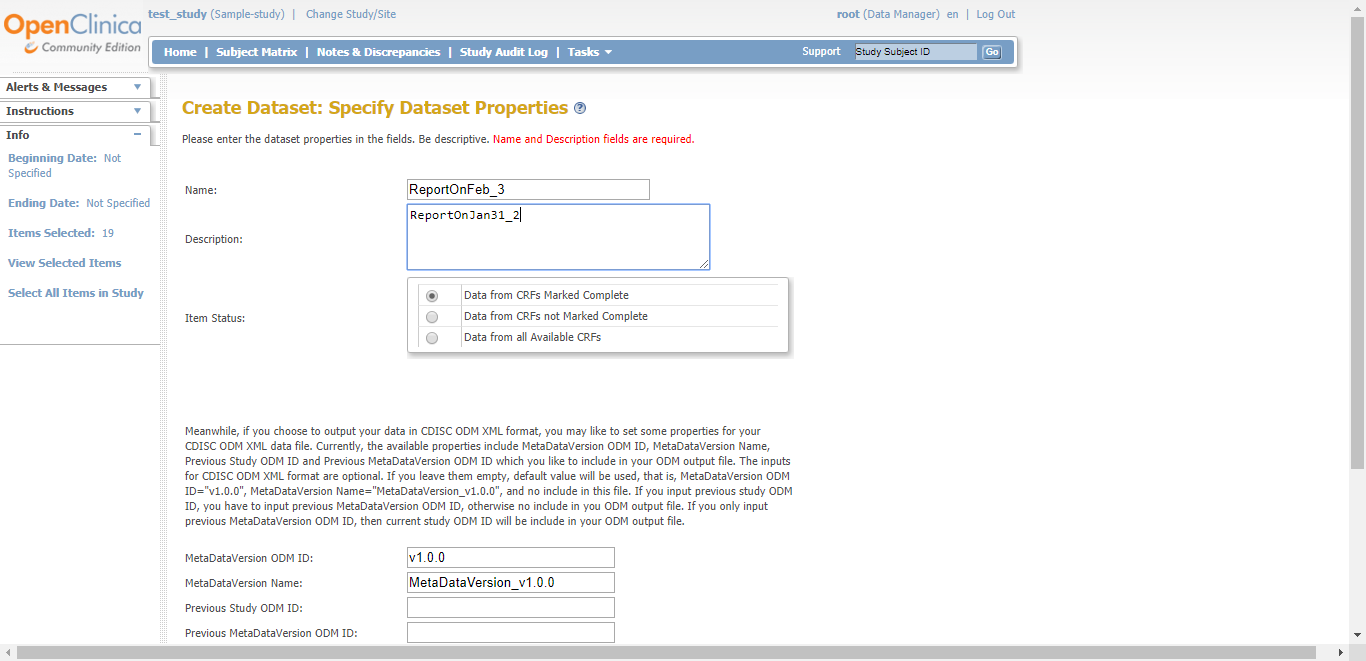 OpenClinica
Community Edition
test_study (Sample-study) | Change Study/Site
root (Data Manager) en | Log Out
Home | Subject Matrix | Notes & Discrepancies | Study Audit Log | Tasks
Support Study Subject ID Go
Alerts & Messages
Instructions
Info
Beginning Date: Not
Specified
Ending Date: Not Specified
Items Selected: 19
View Selected Items
Select All Items in Study
Create Dataset: Specify Dataset Properties ?
Please enter the dataset properties in the fields. Be descriptive. Name and Description fields are required.
Name: ReportOnFeb_3
Description: ReportOnJan31_2
Item Status:
Data from CRFs Marked Complete
Data from CRFs not Marked Complete
Data from all Available CRFs
Meanwhile, if you choose to output your data in CDISC ODM XML format, you may like to set some properties for your
CDISC ODM XML data file. Currently, the available properties include MetaDataVersion ODM ID, MetaDataVersion Name,
Previous Study ODM ID and Previous MetaDataVersion ODM ID which you like to include in your ODM output file. The inputs
for CDISC ODM XML format are optional. If you leave them empty, default value will be used, that is, MetaDataVersion ODM
ID="v1.0.0", MetaDataVersion Name="MetaDataVersion_v1.0.0", and no include in this file. If you input previous study ODM
ID, you have to input previous MetaDataVersion ODM ID, otherwise no include in you ODM output file. If you only input
previous MetaDataVersion ODM ID, then current study ODM ID will be include in your ODM output file.
MetaDataVersion ODM ID: v1.0.0
MetaDataVersion Name: MetaDataVersion_v1.0.0
Previous Study ODM ID:
Previous MetaDataVersion ODM ID: